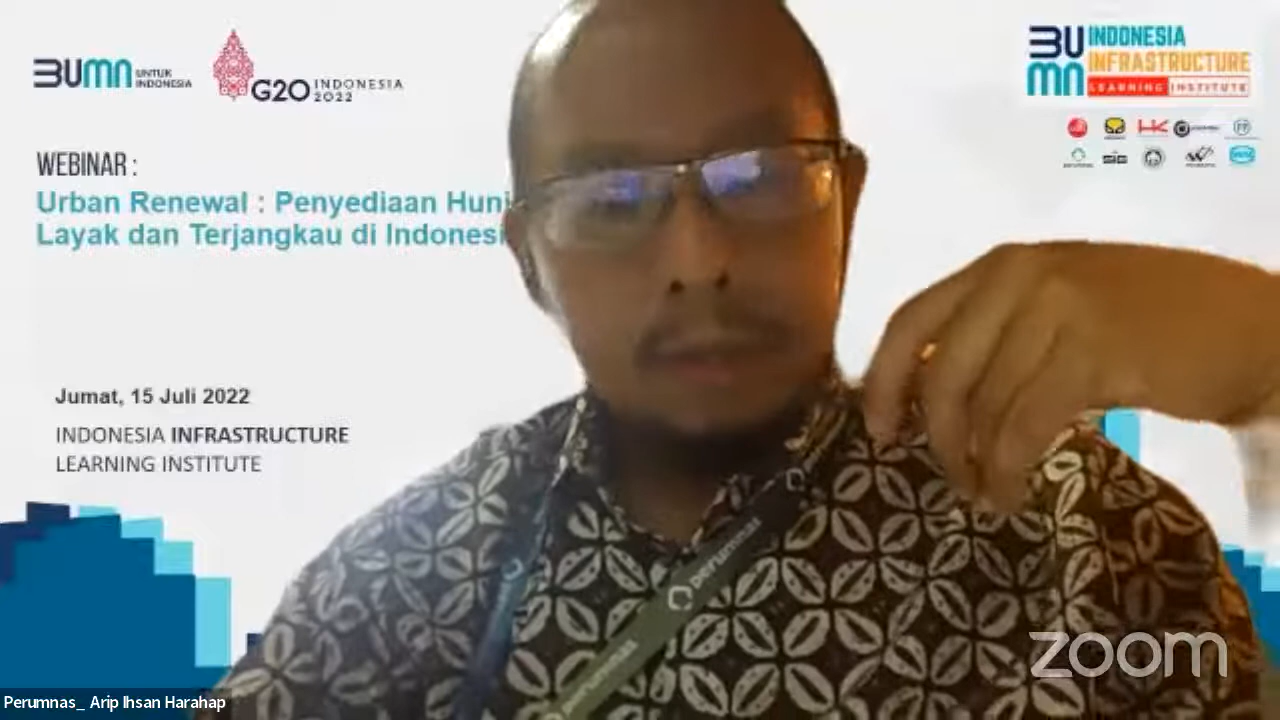 BUMN UNTUK INDONESIA
G20 INDONESIA 2022
BUMN INDONESIA INFRASTRUCTURE LEARNING INSTITUTE
WEBINAR :
Urban Renewal : Penyediaan Huni
Layak dan Terjangkau di Indonesi
Jumat, 15 Juli 2022
INDONESIA INFRASTRUCTURE
LEARNING INSTITUTE
perumnas
perumnas
zoom
Perumnas_ Arip Ihsan Harahap